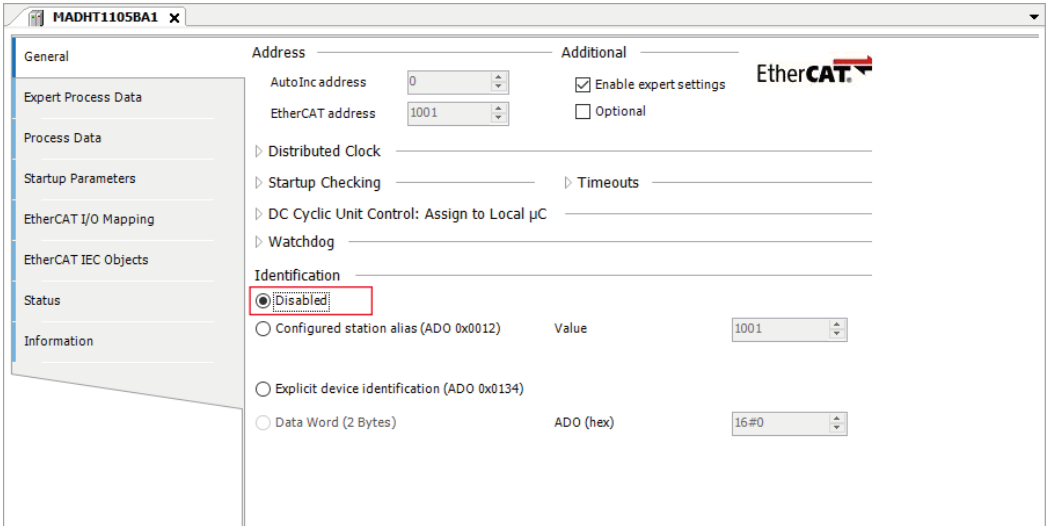 MADHT1105BA1 X
General
Expert Process Data
Process Data
Startup Parameters
EtherCAT I/O Mapping
EtherCAT IEC Objects
Status
Information
Address
AutoInc address 0
EtherCAT address 1001
Additional
Enable expert settings
Optional
EtherCAT.
Distributed Clock
Startup Checking
Timeouts
DC Cyclic Unit Control: Assign to Local µC
Watchdog
Identification
Disabled
Configured station alias (ADO 0x0012) Value 1001
Explicit device identification (ADO 0x0134)
Data Word (2 Bytes) ADO (hex) 16#0